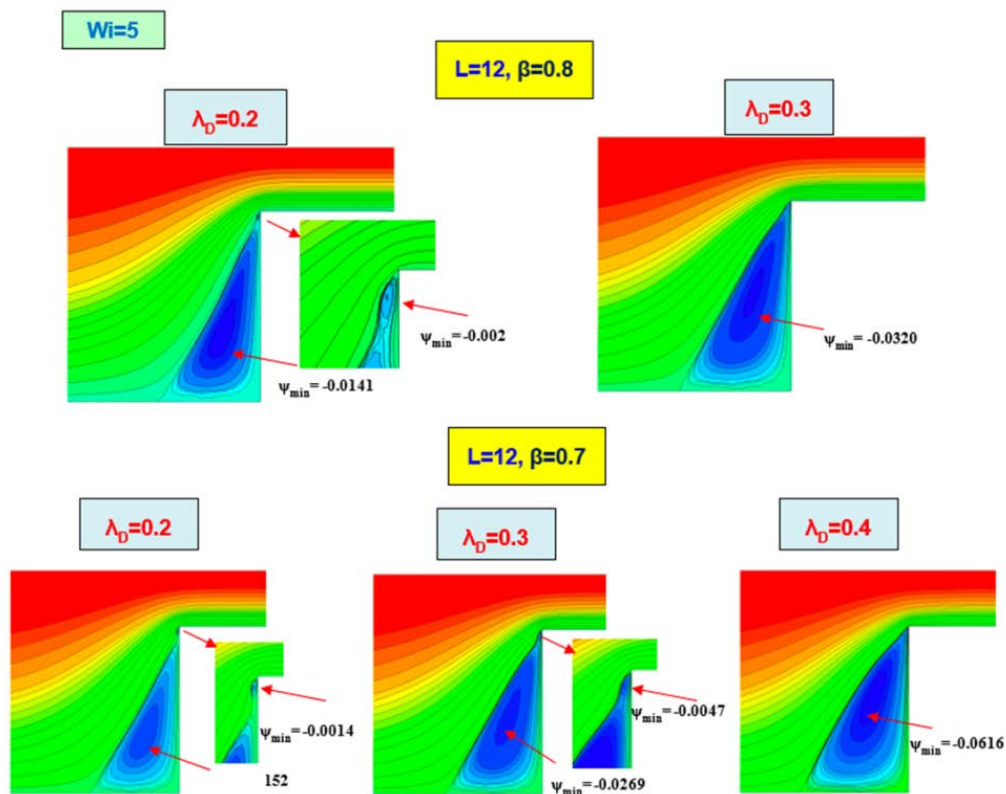 Wi=5
L=12, β=0.8
λD=0.2
λD=0.3
ψmin= -0.002
ψmin= -0.0141
ψmin= -0.0320
L=12, β=0.7
λD=0.2
λD=0.3
λD=0.4
ψmin= -0.0014
152
ψmin= -0.0047
ψmin= -0.0269
ψmin= -0.0616